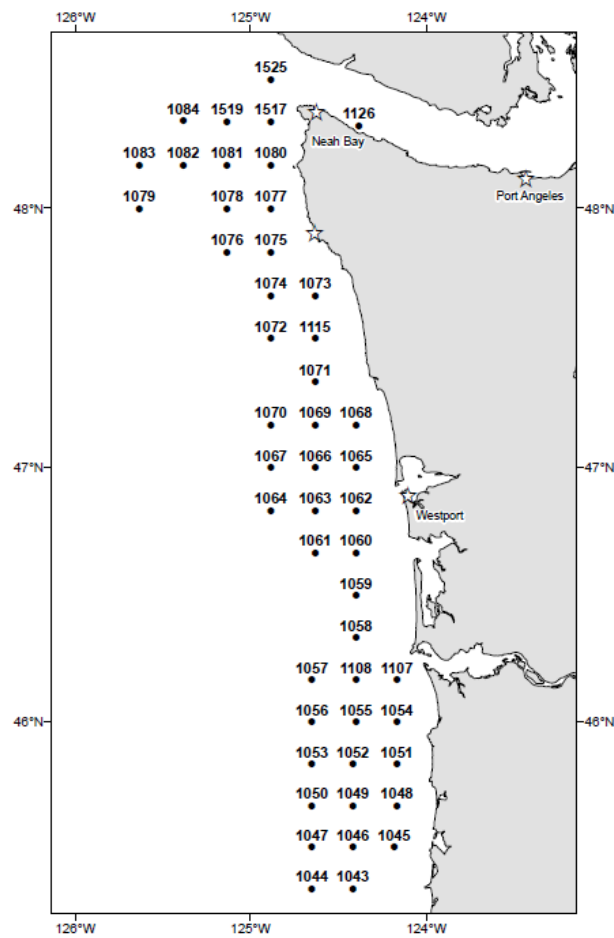 126°W 125°W 124°W
1525
1084 1519 1517 1126
Neah Bay
1083 1082 1081 1080
Port Angeles
1079 1078 1077
48°N 48°N
1076 1075
1074 1073
1072 1115
1071
1070 1069 1068
1067 1066 1065
47°N 47°N
1064 1063 1062
Westport
1061 1060
1059
1058
1057 1108 1107
1056 1055 1054
46°N 46°N
1053 1052 1051
1050 1049 1048
1047 1046 1045
1044 1043
126°W 125°W 124°W